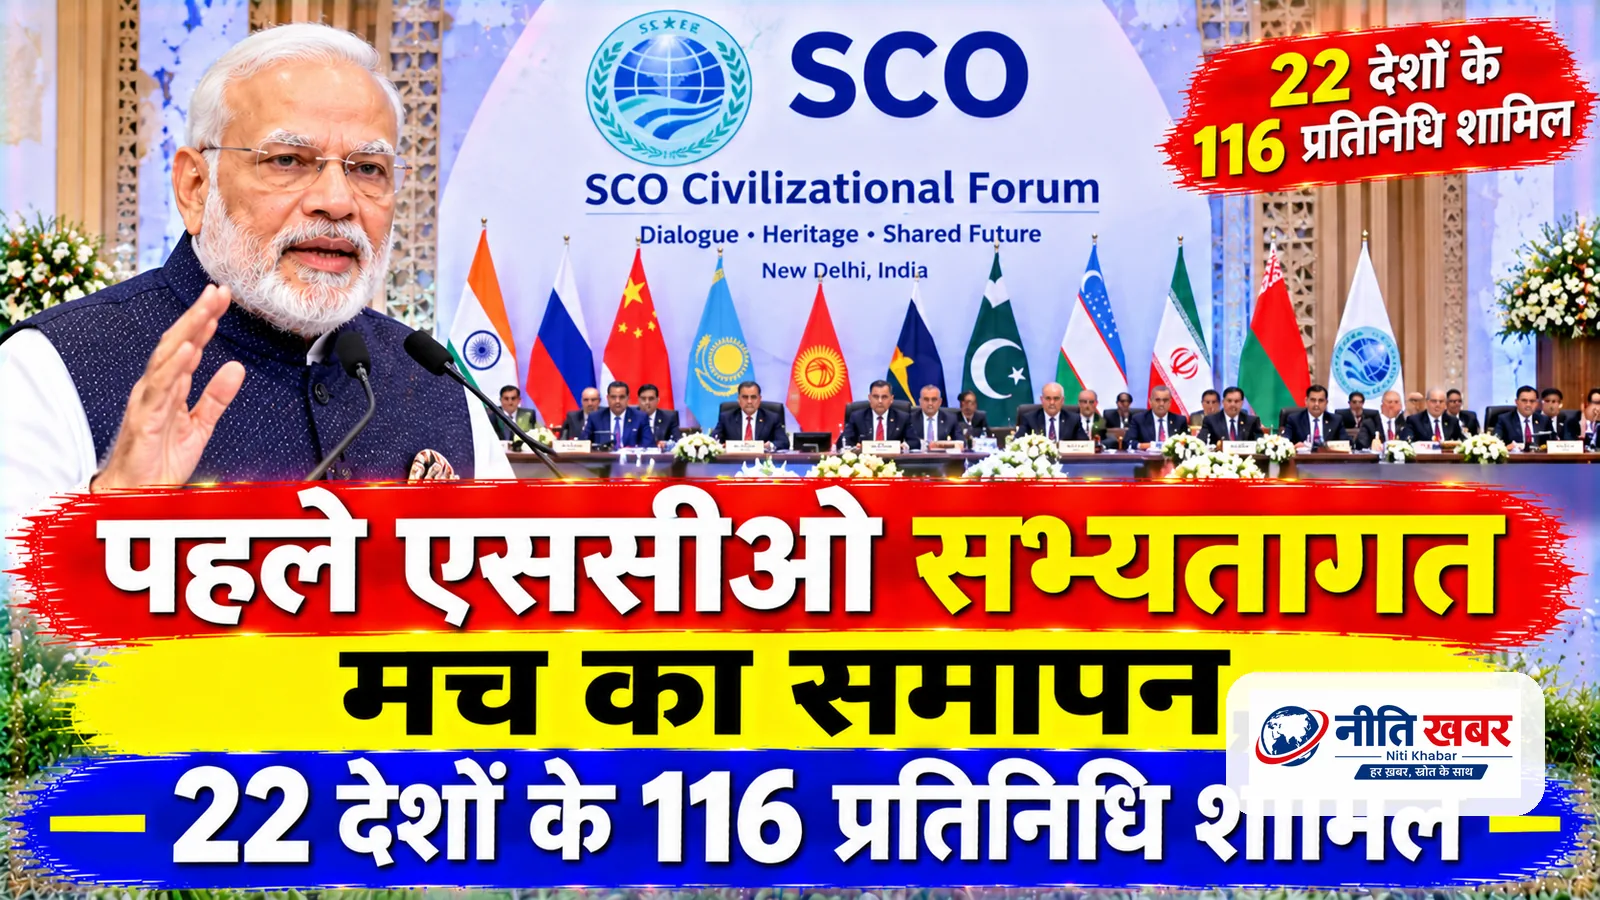 SCO
SCO Civilizational Forum
Dialogue • Heritage • Shared Future
New Delhi, India
22 देशों के
116 प्रतिनिधि शामिल
पहले एससीओ सभ्यतागत
मंच का समापन,
नीति खबर
Niti Khabar
हर ख़बर, स्रोत के साथ
22 देशों के 116 प्रतिनिधि शामिल